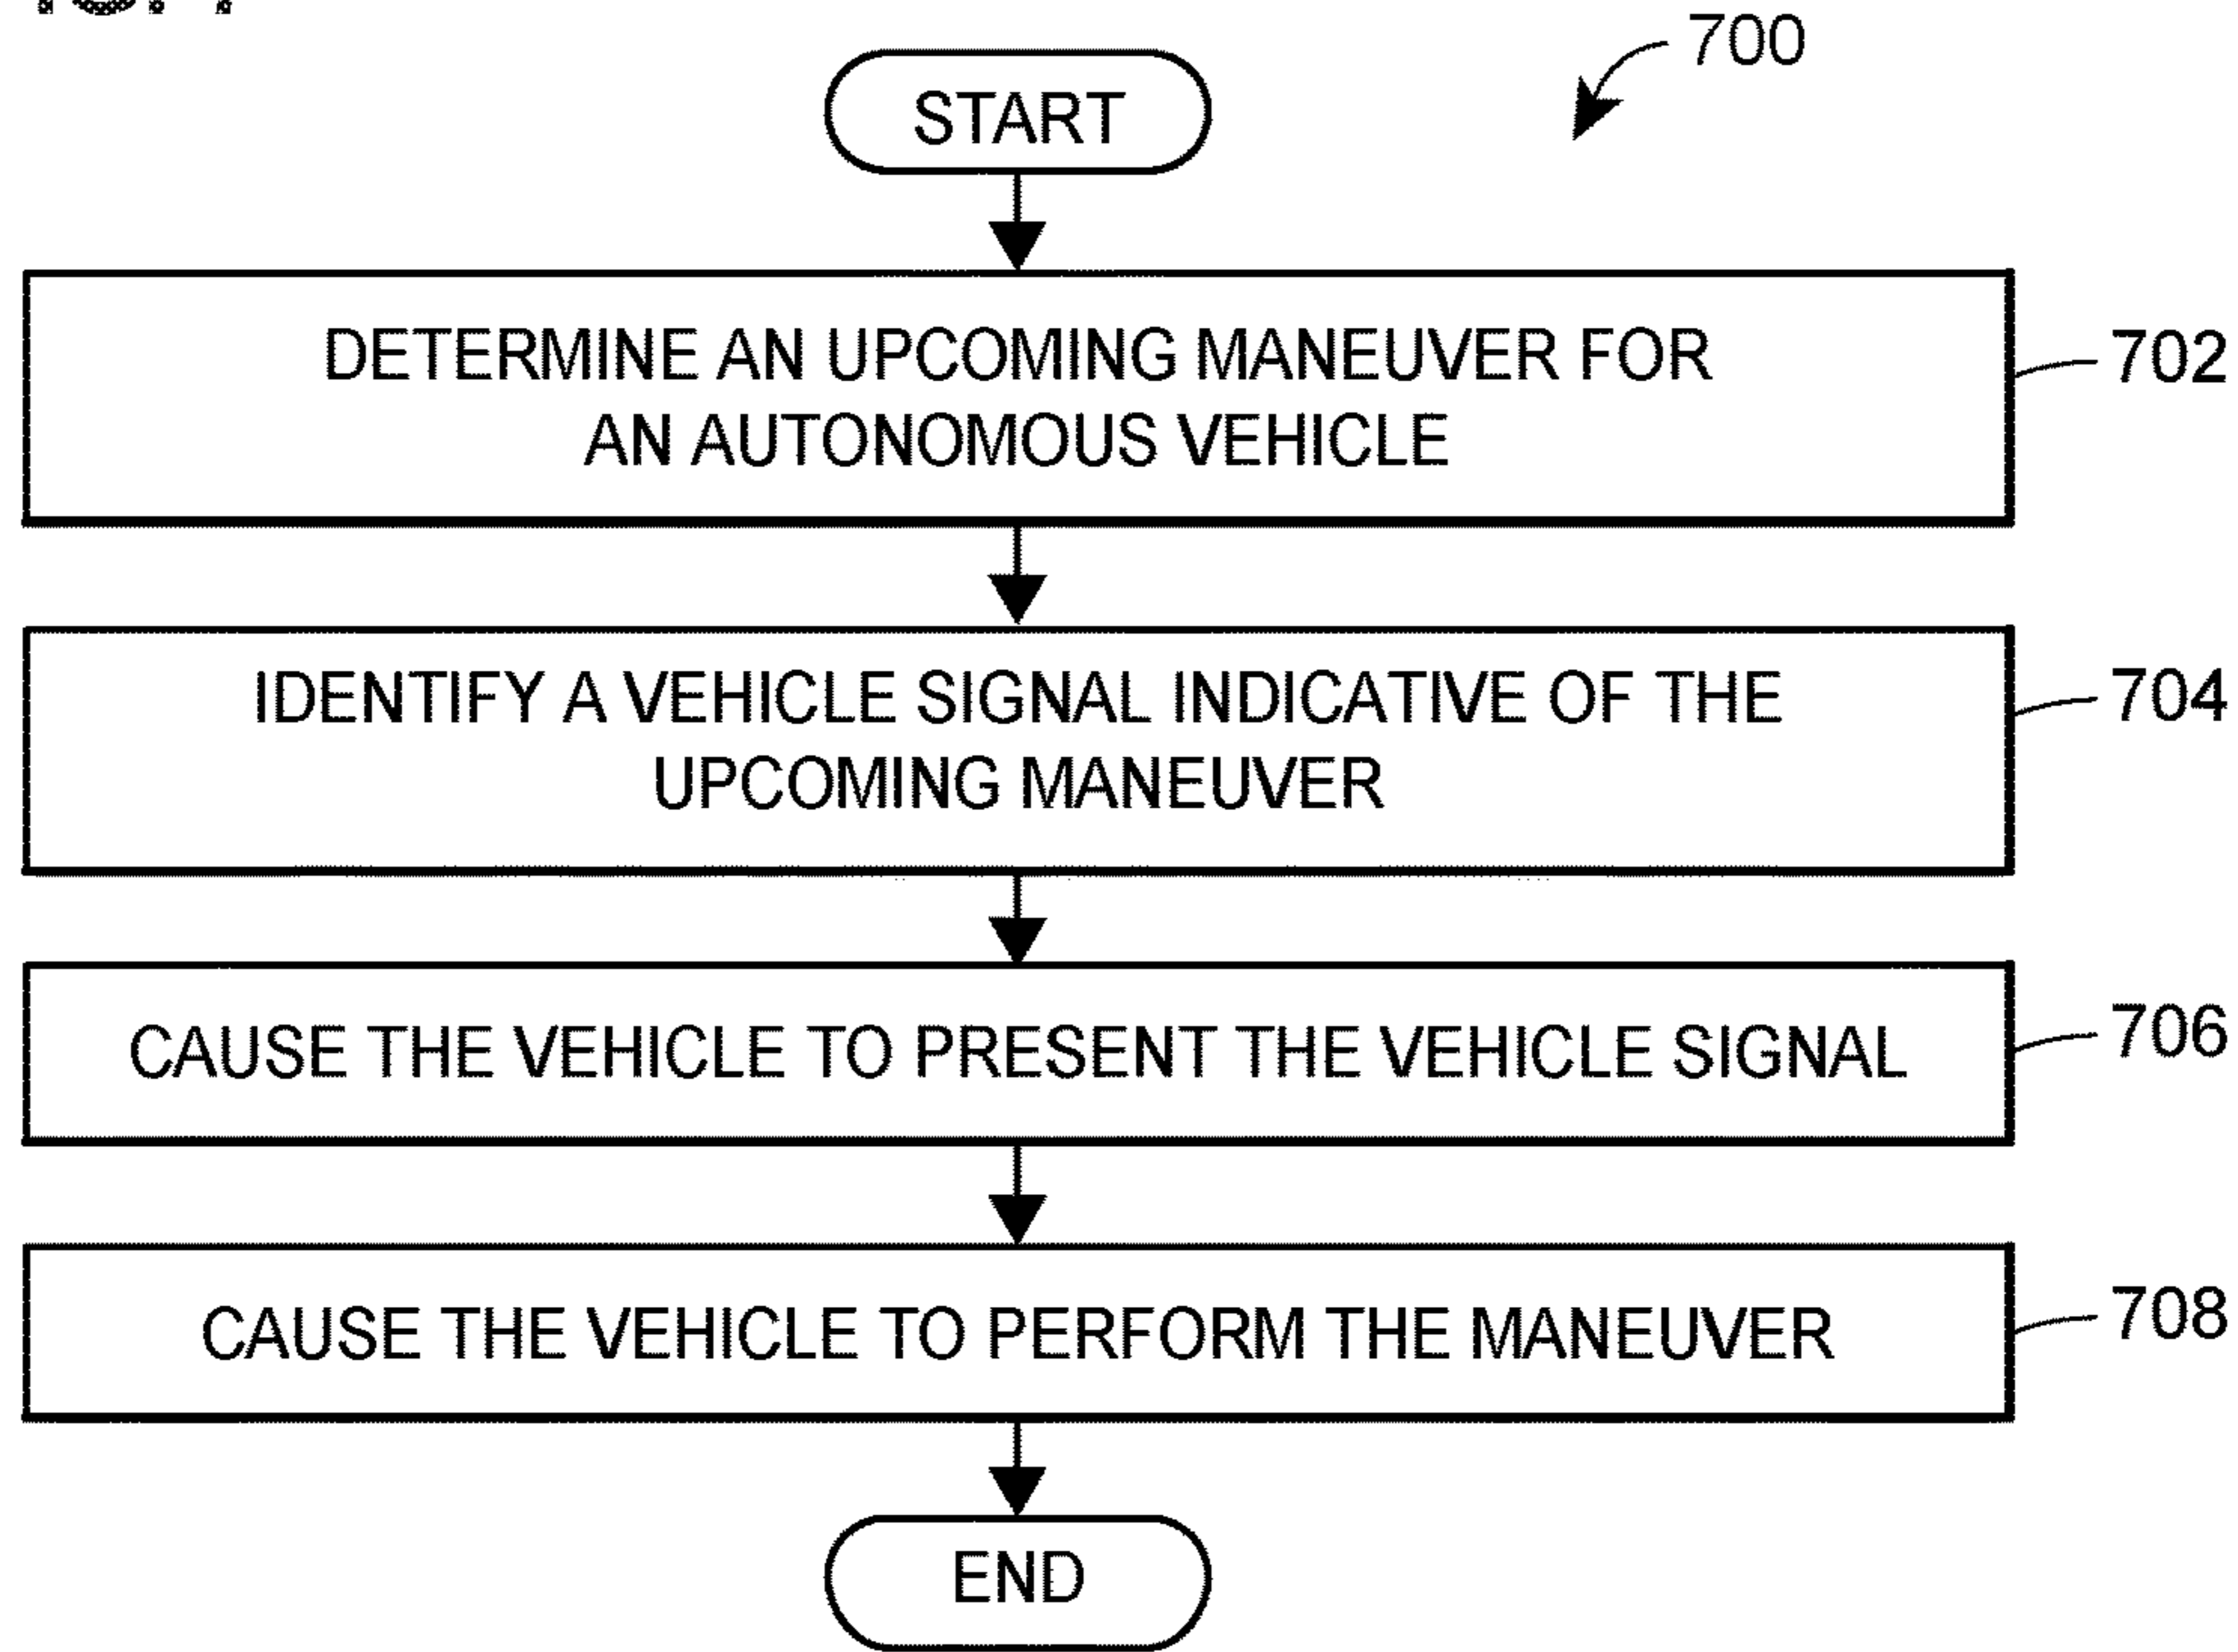 700
START
DETERMINE AN UPCOMING MANEUVER FOR
AN AUTONOMOUS VEHICLE
702
IDENTIFY A VEHICLE SIGNAL INDICATIVE OF THE
UPCOMING MANEUVER
704
CAUSE THE VEHICLE TO PRESENT THE VEHICLE SIGNAL
706
CAUSE THE VEHICLE TO PERFORM THE MANEUVER
708
END